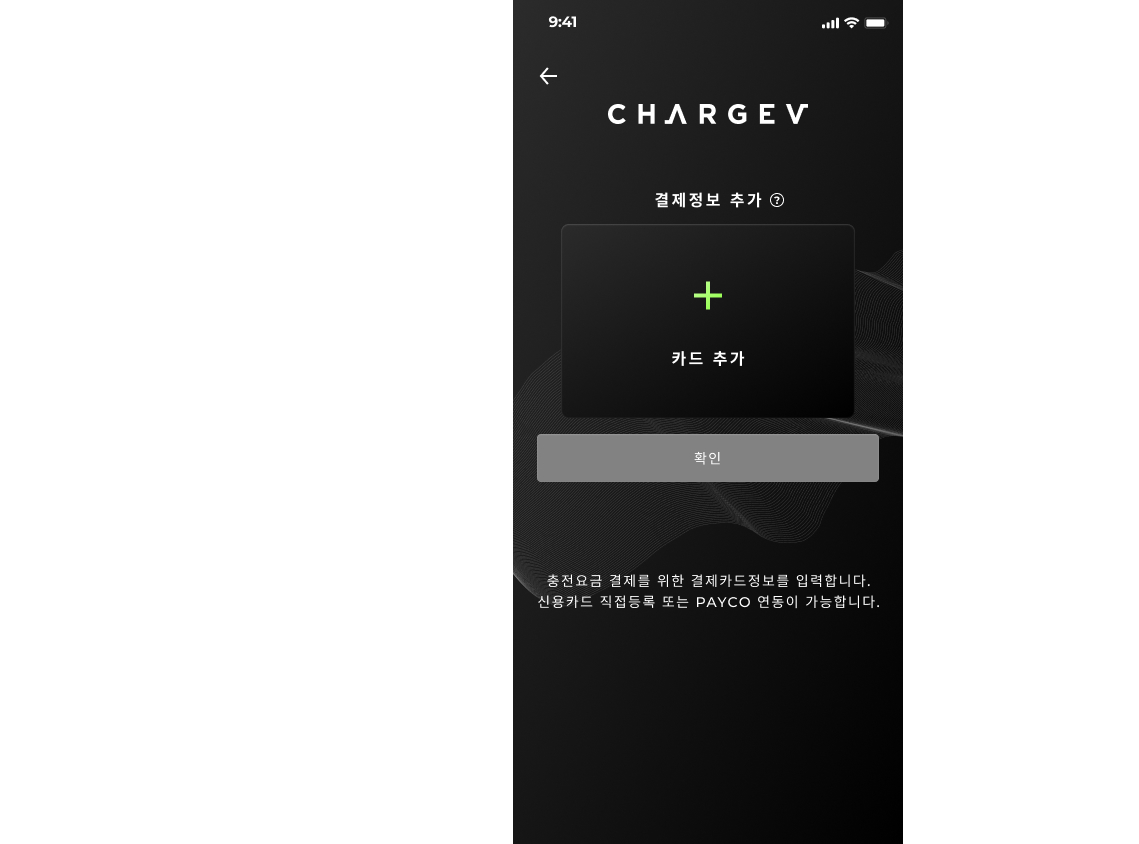 9:41
CHARGEV
결제정보 추가 ?
카드 추가
확인
충전요금 결제를 위한 결제카드정보를 입력합니다.
신용카드 직접등록 또는 PAYCO 연동이 가능합니다.